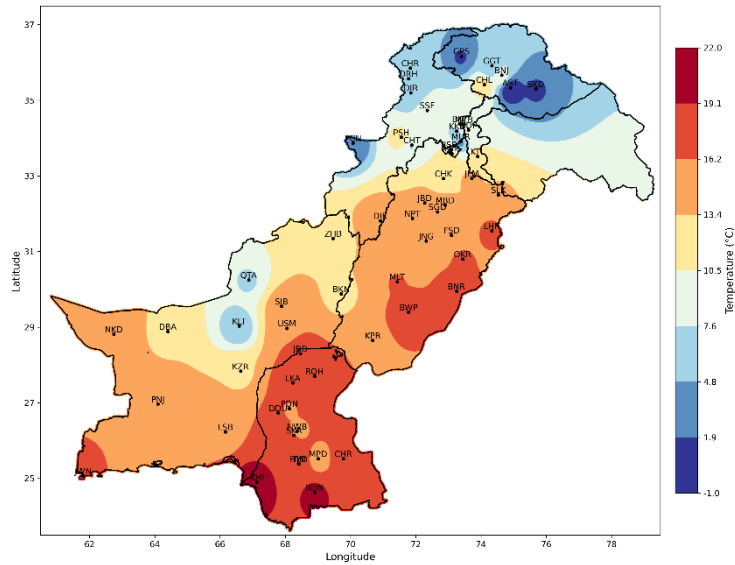 37
35
33
31
29
27
25
Latitude
62
64
66
68
70
72
74
76
78
Longitude
22.0
19.1
16.2
13.4
10.5
7.6
4.8
1.9
-1.0
Temperature (°C)
GPS
CHR
GGT
DRH
BNJ
CHL
AST
SKD
DIR
SSF
PSH
CHT
MUR
CHK
JHM
SLK
JBD
MBD
SGD
DIK
NPT
LHR
FSD
JNG
ZHB
OKR
QTA
MLT
BNR
BKN
SIB
BWP
KLT
USM
NKD
DBA
KPR
JBD
KZR
ROH
LKA
PNJ
PDN
DDU
NWB
LSB
MPD
CHR
JWN
KHI
BDN